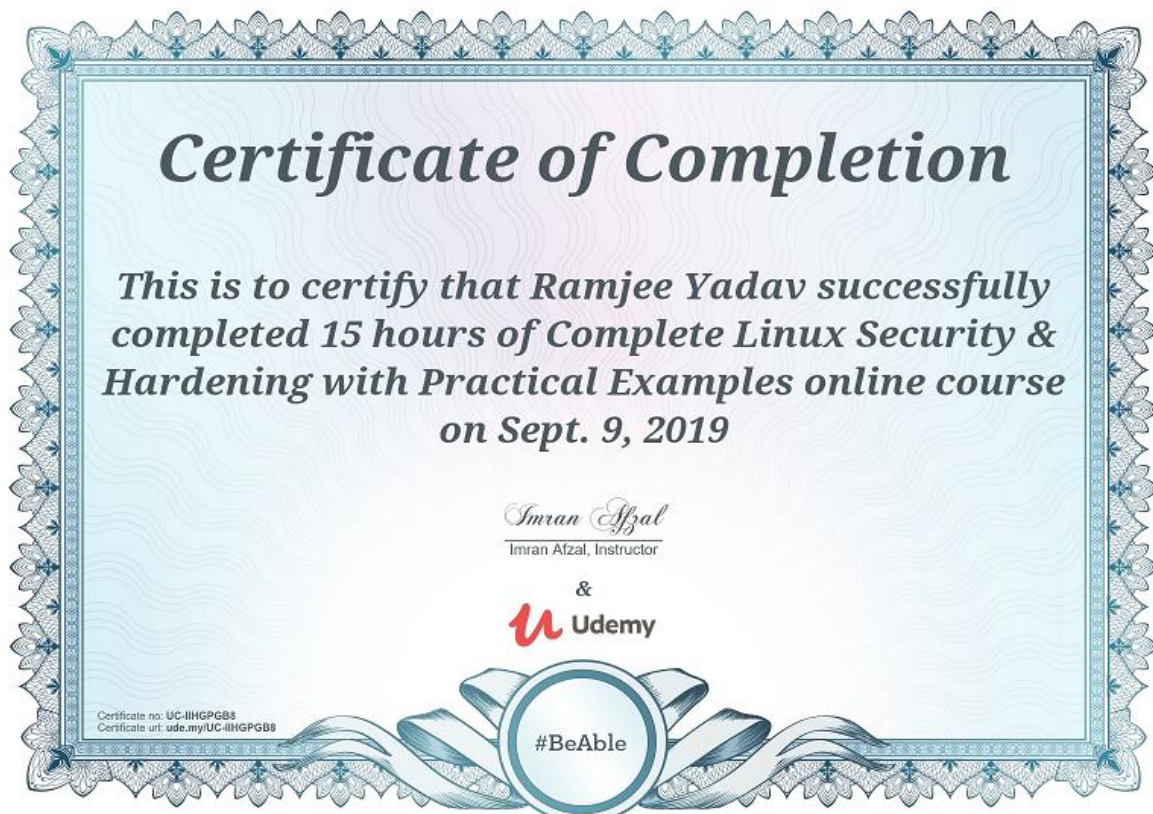 Certificate of Completion
This is to certify that Ramjee Yadav successfully
completed 15 hours of Complete Linux Security &
Hardening with Practical Examples online course
on Sept. 9, 2019
Imran Afzal
Imran Afzal, Instructor
&
Udemy
Certificate no: UC-IIHGPGB8
Certificate url: ude.my/UC-IIHGPGB8
#BeAble